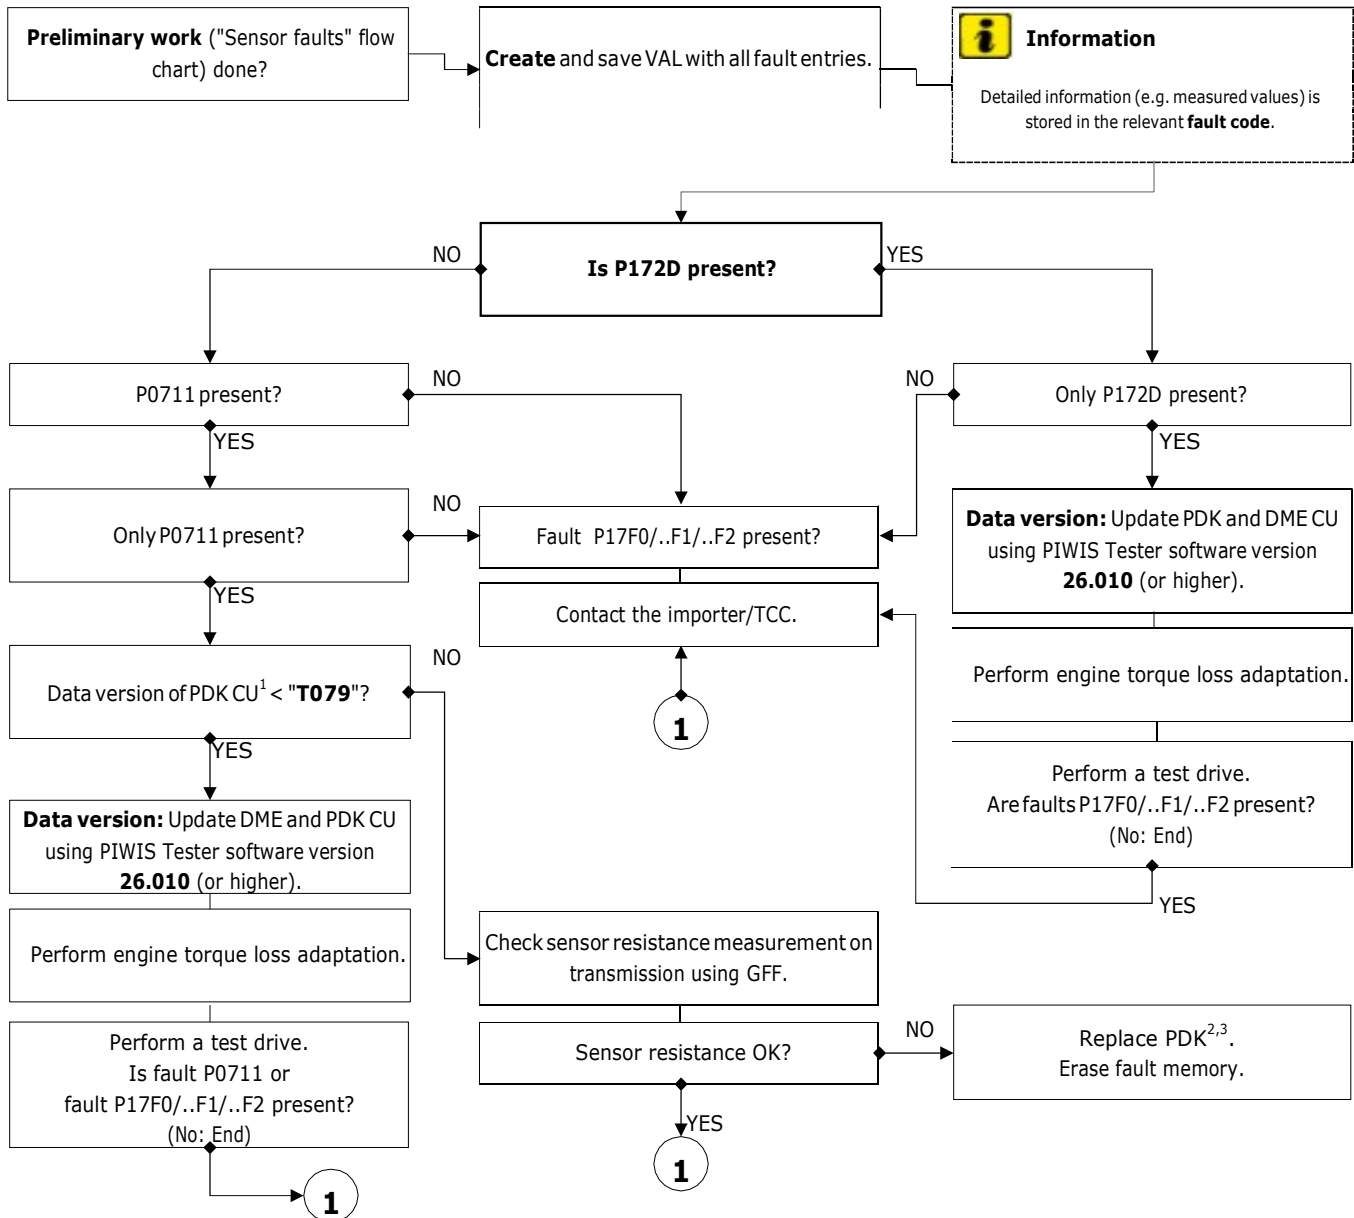 Preliminary work ("Sensor faults" flow
chart) done?
Create and save VAL with all fault entries.
Information
Detailed information (e.g. measured values) is
stored in the relevant fault code.
NO
Is P172D present?
YES
P0711 present?
NO
YES
NO
Only P172D present?
YES
Only P0711 present?
NO
YES
Fault P17F0/..F1/..F2 present?
Contact the importer/TCC.
1
Data version: Update PDK and DME CU
using PIWIS Tester software version
26.010 (or higher).
Perform engine torque loss adaptation.
Perform a test drive.
Are faults P17F0/..F1/..F2 present?
(No: End)
YES
Data version of PDK CU1 < "T079"?
NO
YES
Data version: Update DME and PDK CU
using PIWIS Tester software version
26.010 (or higher).
Perform engine torque loss adaptation.
Perform a test drive.
Is fault P0711 or
fault P17F0/..F1/..F2 present?
(No: End)
1
Check sensor resistance measurement on
transmission using GFF.
Sensor resistance OK?
NO
YES
1
Replace PDK2,3.
Erase fault memory.